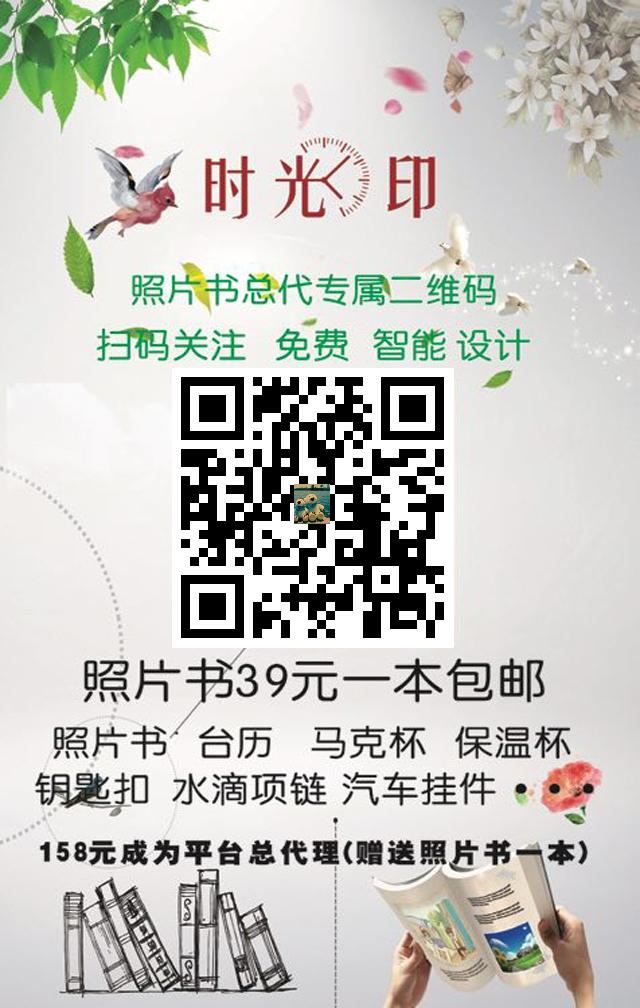 时光印
照片书总代专属二维码
扫码关注 免费 智能 设计
照片书39元一本包邮
照片书 台历 马克杯 保温杯
钥匙扣 水滴项链 汽车挂件
158元成为平台总代理(赠送照片书一本)